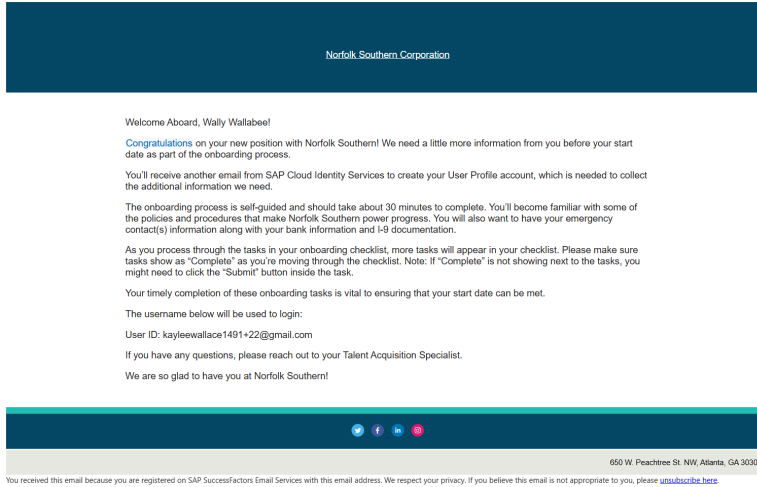 Norfolk Southern Corporation
Welcome Aboard, Wally Wallabee!
Congratulations on your new position with Norfolk Southern! We need a little more information from you before your start
date as part of the onboarding process.
You'll receive another email from SAP Cloud Identity Services to create your User Profile account, which is needed to collect
the additional information we need.
The onboarding process is self-guided and should take about 30 minutes to complete. You'll become familiar with some of
the policies and procedures that make Norfolk Southern power progress. You will also want to have your emergency
contact(s) information along with your bank information and I-9 documentation.
As you process through the tasks in your onboarding checklist, more tasks will appear in your checklist. Please make sure
tasks show as “Complete” as you're moving through the checklist. Note: If “Complete” is not showing next to the tasks, you
might need to click the “Submit” button inside the task.
Your timely completion of these onboarding tasks is vital to ensuring that your start date can be met.
The username below will be used to login:
User ID: kayleewallace1491+22@gmail.com
If you have any questions, please reach out to your Talent Acquisition Specialist.
We are so glad to have you at Norfolk Southern!
650 W. Peachtree St. NW, Atlanta, GA 3030
You received this email because you are registered on SAP SuccessFactors Email Services with this email address. We respect your privacy. If you believe this email is not appropriate to you, please unsubscribe here.